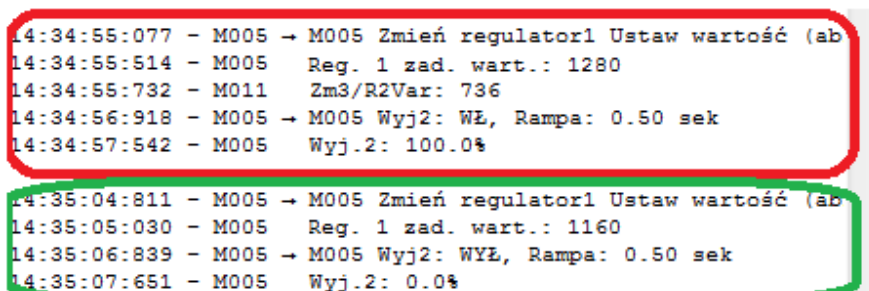 14:34:55:077 - M005 → M005 Zmień regulator1 Ustaw wartość (ab
14:34:55:514 - M005 Reg. 1 zad. wart.: 1280
14:34:55:732 - M011 Zm3/R2Var: 736
14:34:56:918 - M005 → M005 Wyj2: WŁ, Rampa: 0.50 sek
14:34:57:542 - M005 Wyj.2: 100.0%
14:35:04:811 - M005 → M005 Zmień regulator1 Ustaw wartość (ab
14:35:05:030 - M005 Reg. 1 zad. wart.: 1160
14:35:06:839 - M005 → M005 Wyj2: WYŁ, Rampa: 0.50 sek
14:35:07:651 - M005 Wyj.2: 0.0%